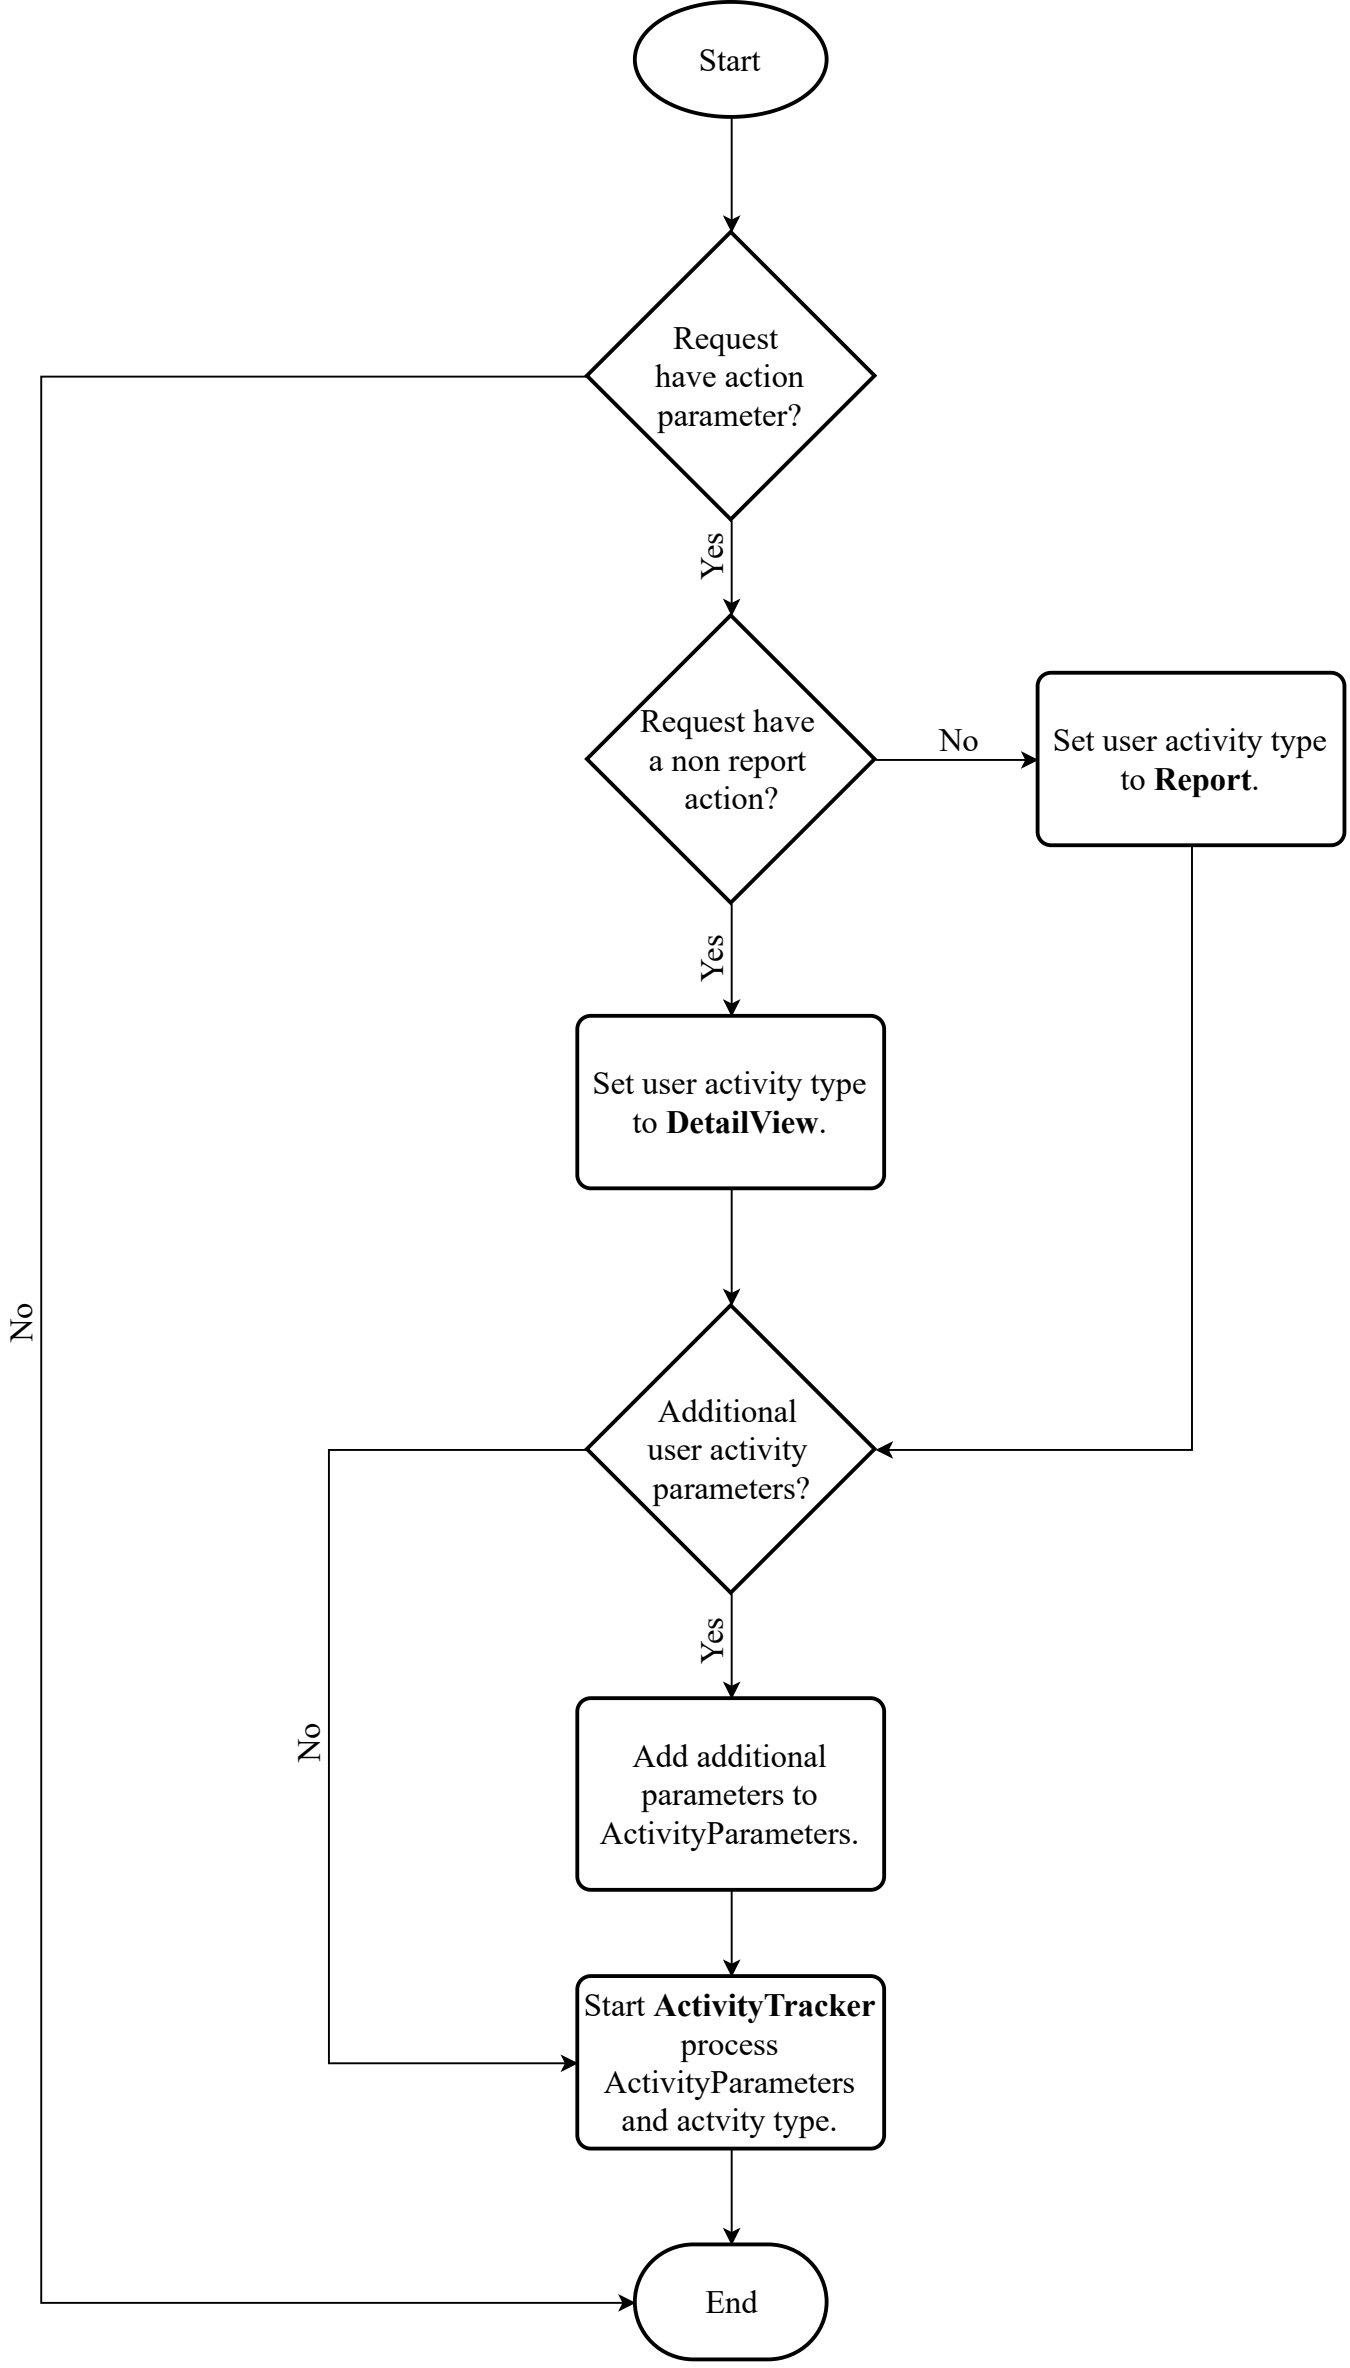 Start
Request
have action
parameter?
Yes
Request have
a non report
action?
No
Set user activity type
to Report.
Yes
Set user activity type
to DetailView.
No
Additional
user activity
parameters?
Yes
No
Add additional
parameters to
ActivityParameters.
Start ActivityTracker
process
ActivityParameters
and actvity type.
End